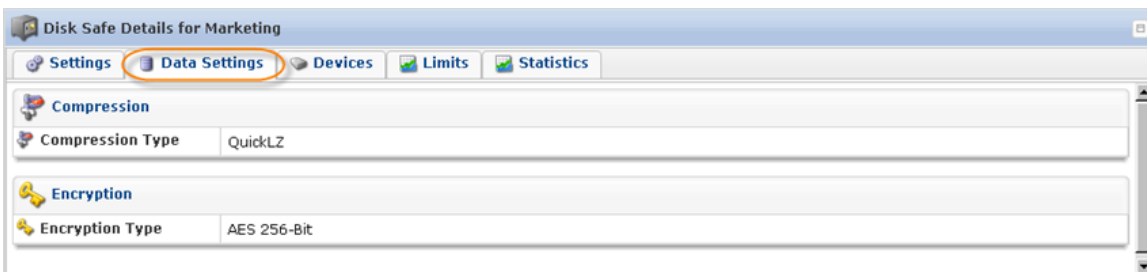 Disk Safe Details for Marketing
Settings Data Settings Devices Limits Statistics
Compression
Compression Type QuickLZ
Encryption
Encryption Type AES 256-Bit